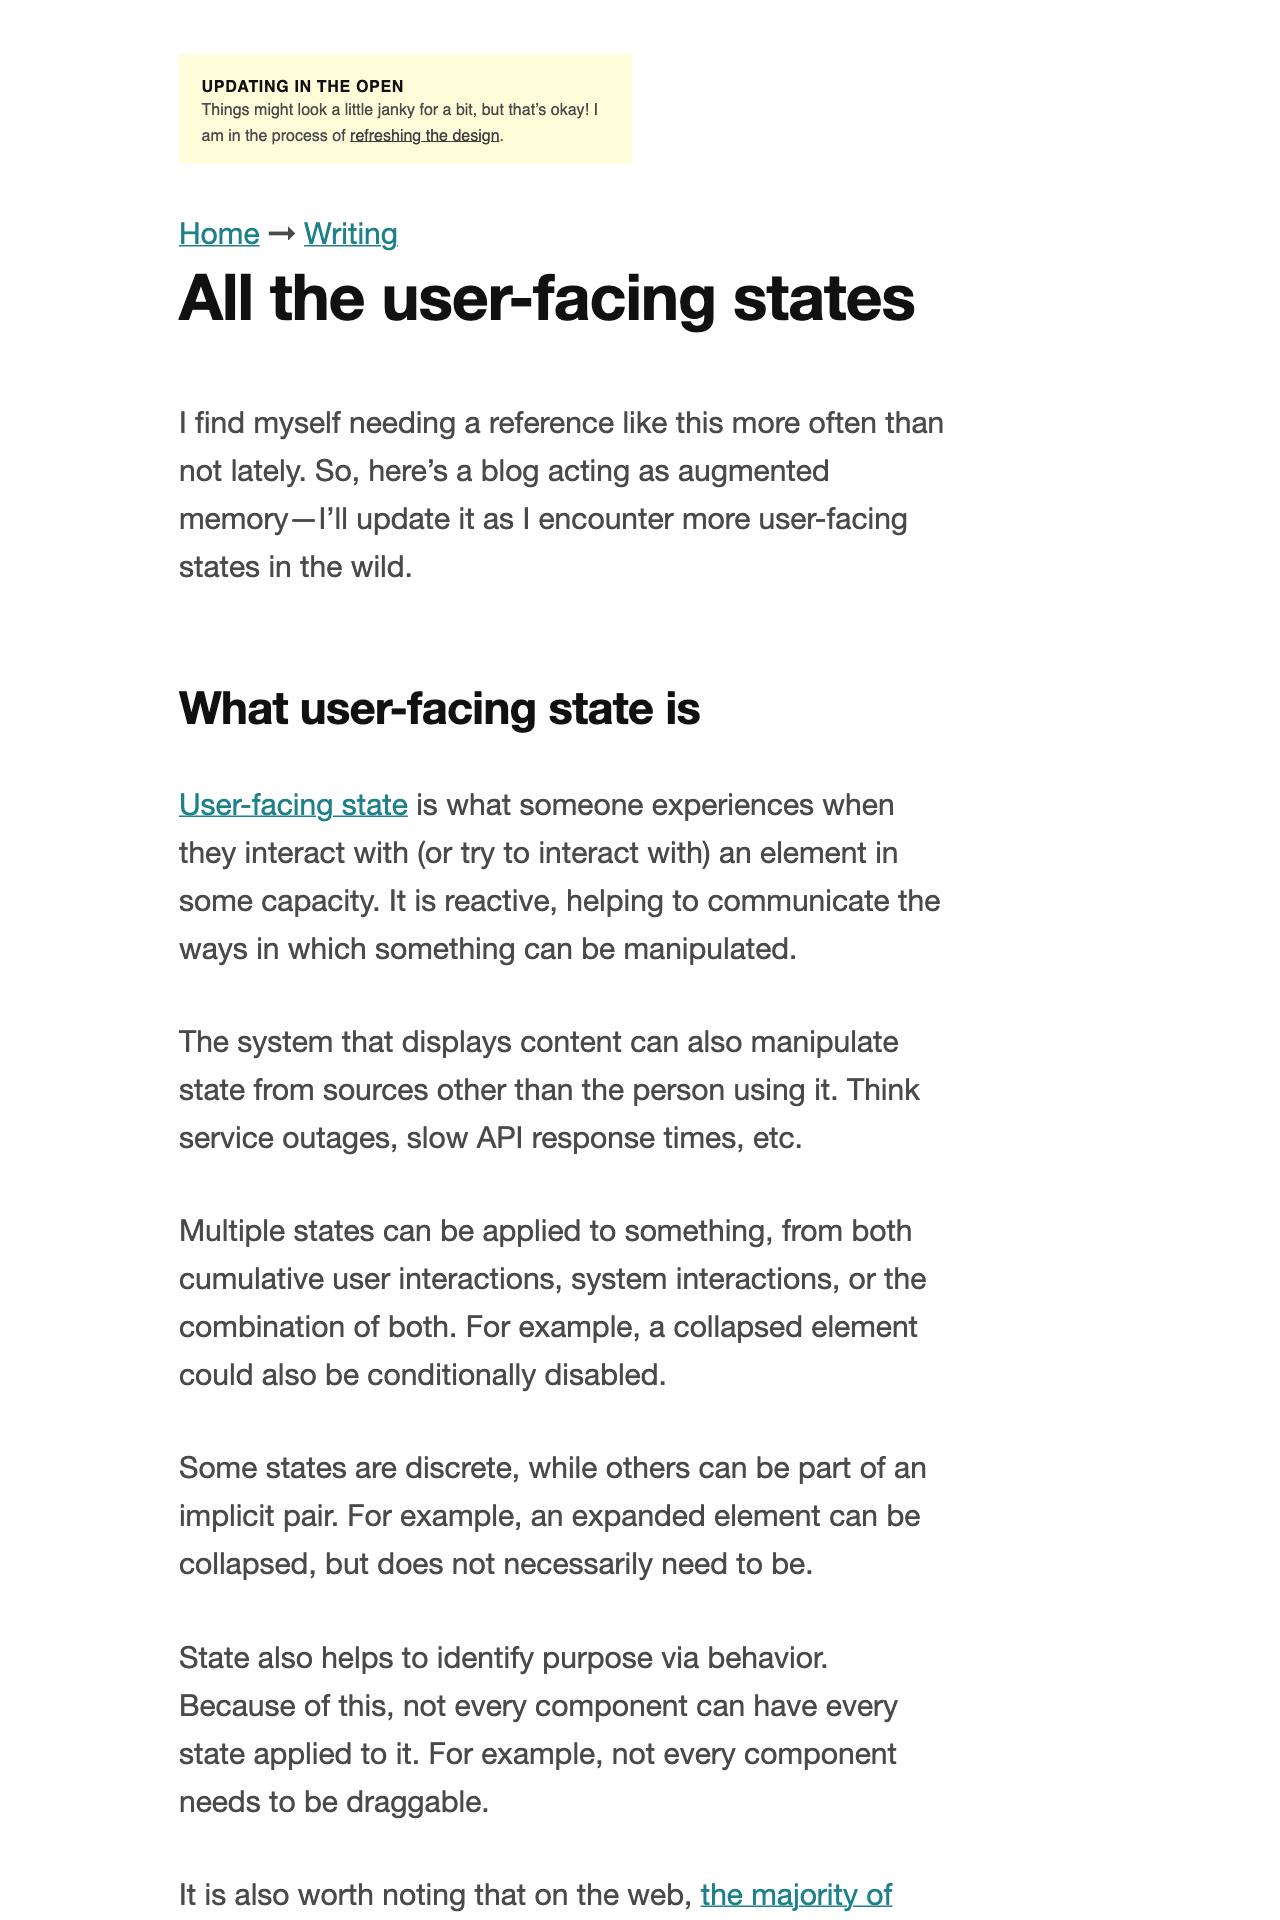 UPDATING IN THE OPEN
Things might look a little janky for a bit, but that’s okay! I
am in the process of refreshing the design.
Home → Writing
All the user-facing states
I find myself needing a reference like this more often than
not lately. So, here’s a blog acting as augmented
memory—I’ll update it as I encounter more user-facing
states in the wild.
What user-facing state is
User-facing state is what someone experiences when
they interact with (or try to interact with) an element in
some capacity. It is reactive, helping to communicate the
ways in which something can be manipulated.
The system that displays content can also manipulate
state from sources other than the person using it. Think
service outages, slow API response times, etc.
Multiple states can be applied to something, from both
cumulative user interactions, system interactions, or the
combination of both. For example, a collapsed element
could also be conditionally disabled.
Some states are discrete, while others can be part of an
implicit pair. For example, an expanded element can be
collapsed, but does not necessarily need to be.
State also helps to identify purpose via behavior.
Because of this, not every component can have every
state applied to it. For example, not every component
needs to be draggable.
It is also worth noting that on the web, the majority of